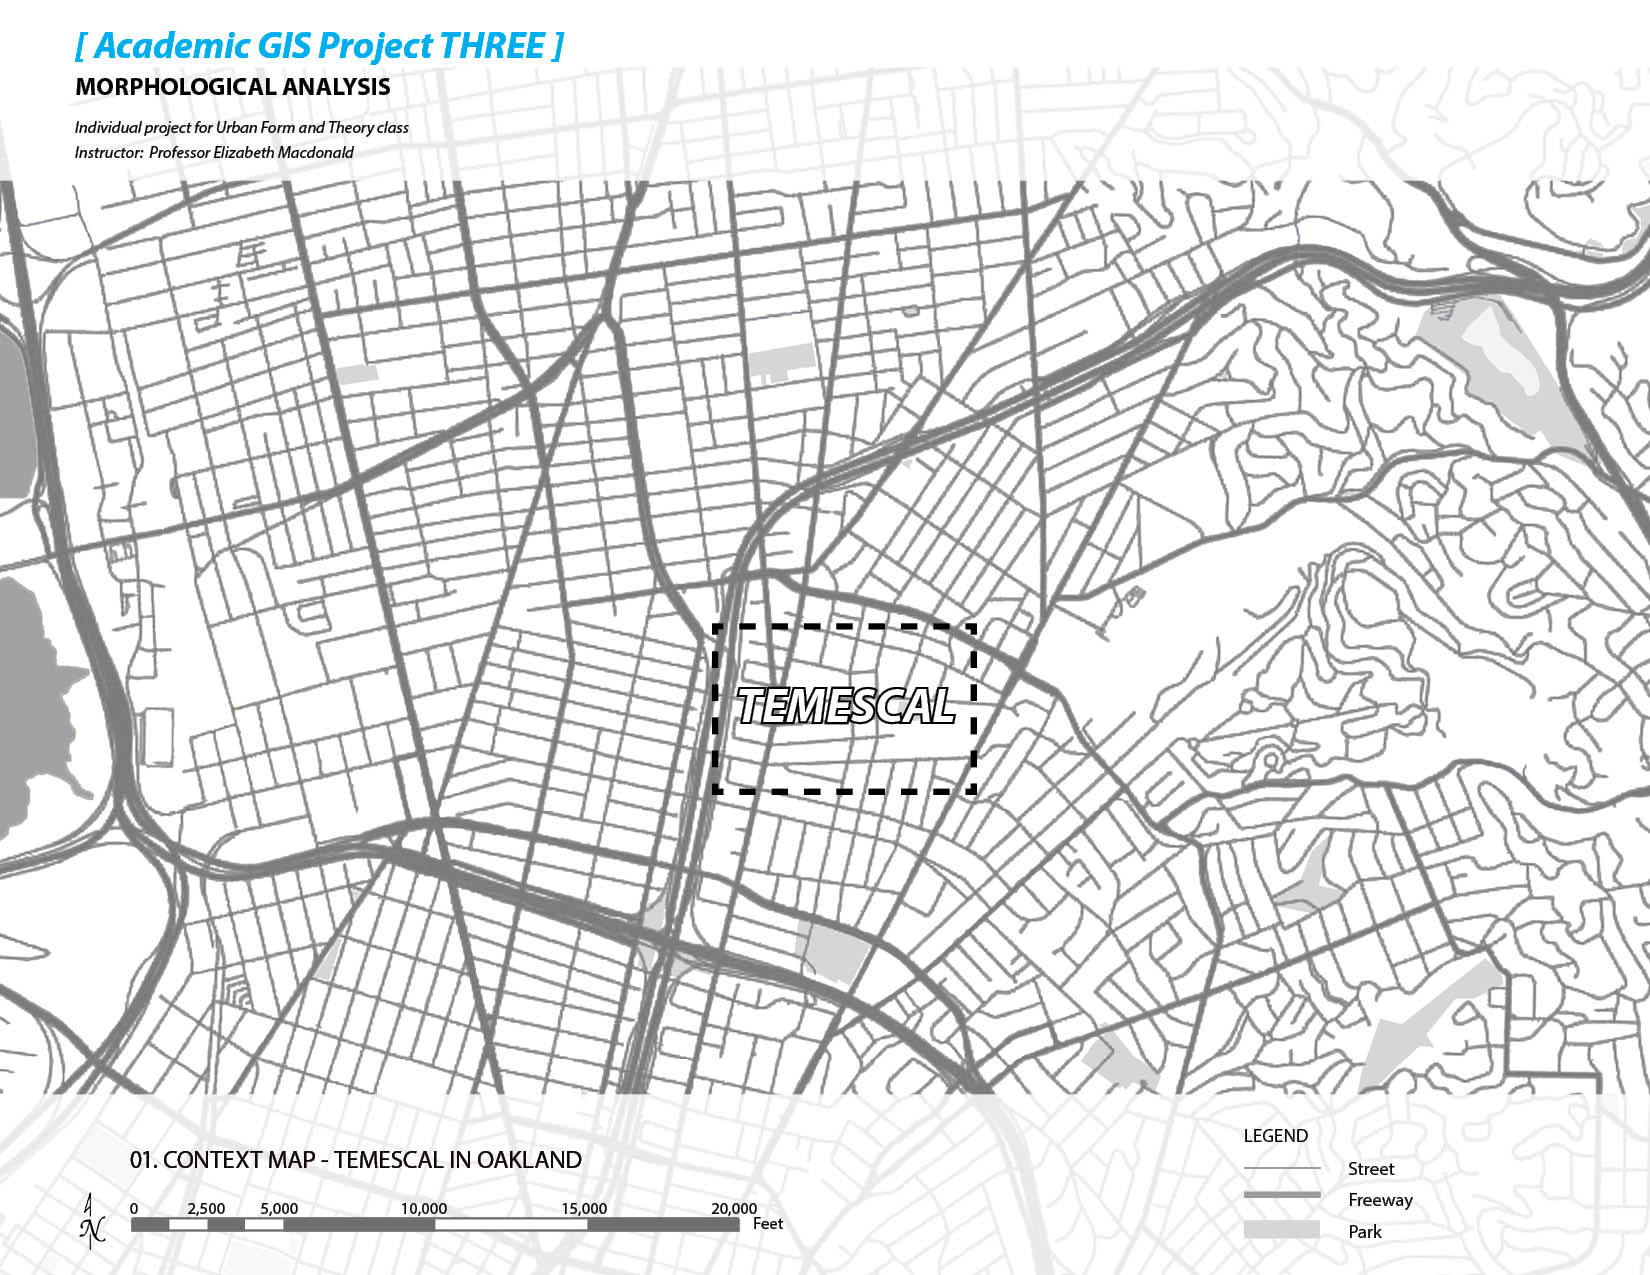 [ Academic GIS Project THREE ]
MORPHOLOGICAL ANALYSIS
Individual project for Urban Form and Theory class
Instructor: Professor Elizabeth Macdonald
TEMESCAL
01. CONTEXT MAP - TEMESCAL IN OAKLAND
N
0 2,500 5,000 10,000 15,000 20,000
Feet
LEGEND
Street
Freeway
Park